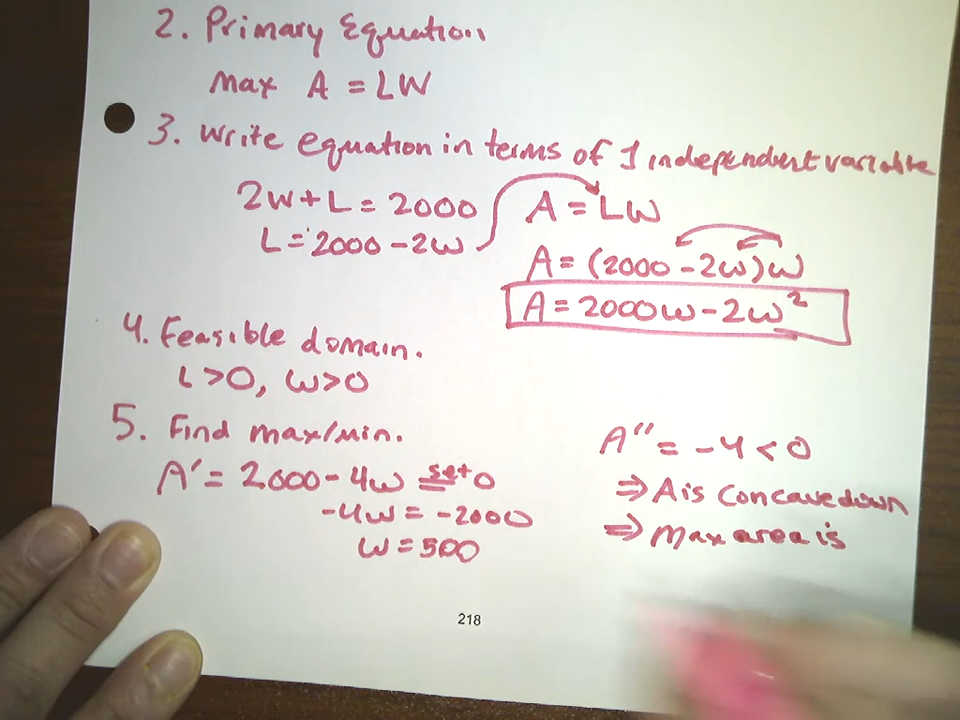 2. Primary Equation
max A = LW
3. Write equation in terms of 1 independent variable
2W + L = 2000
L = 2000 - 2W
A = LW
A = (2000 - 2W)W
A = 2000W - 2W²
4. Feasible domain.
L > 0, W > 0
5. Find max/min.
A' = 2000 - 4W set= 0
-4W = -2000
W = 500
A'' = -4 < 0
⇒ A is concave down
⇒ Max area is
218